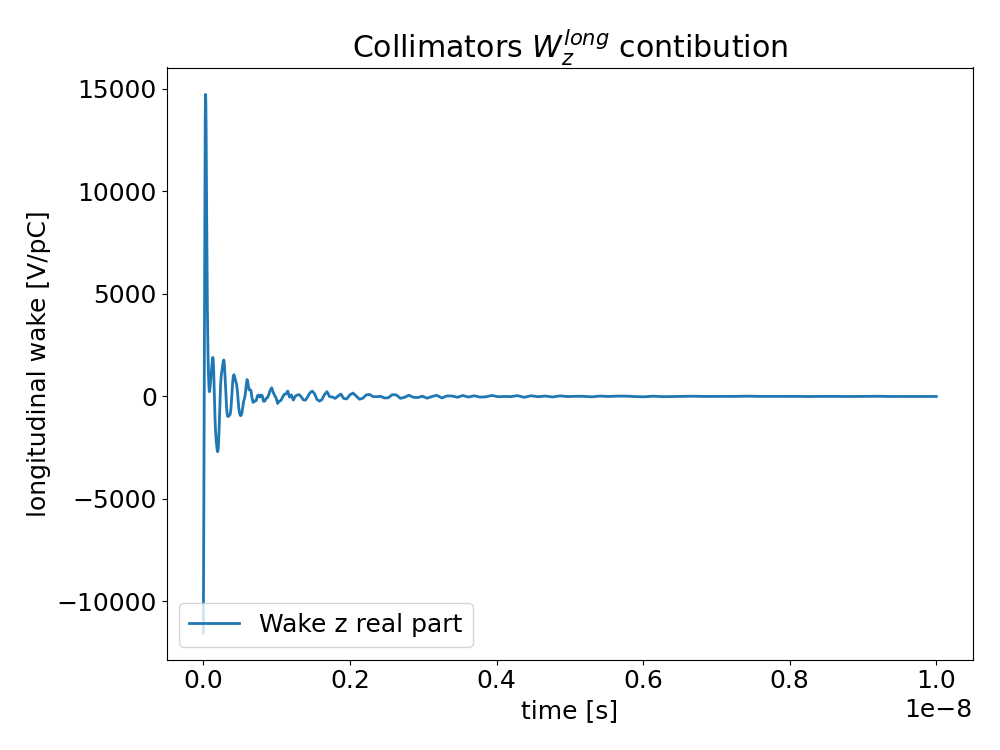 Collimators $W_z^{long}$ contibution
longitudinal wake [V/pC]
15000
10000
5000
0
−5000
−10000
Wake z real part
0.0 0.2 0.4 0.6 0.8 1.0
1e−8
time [s]